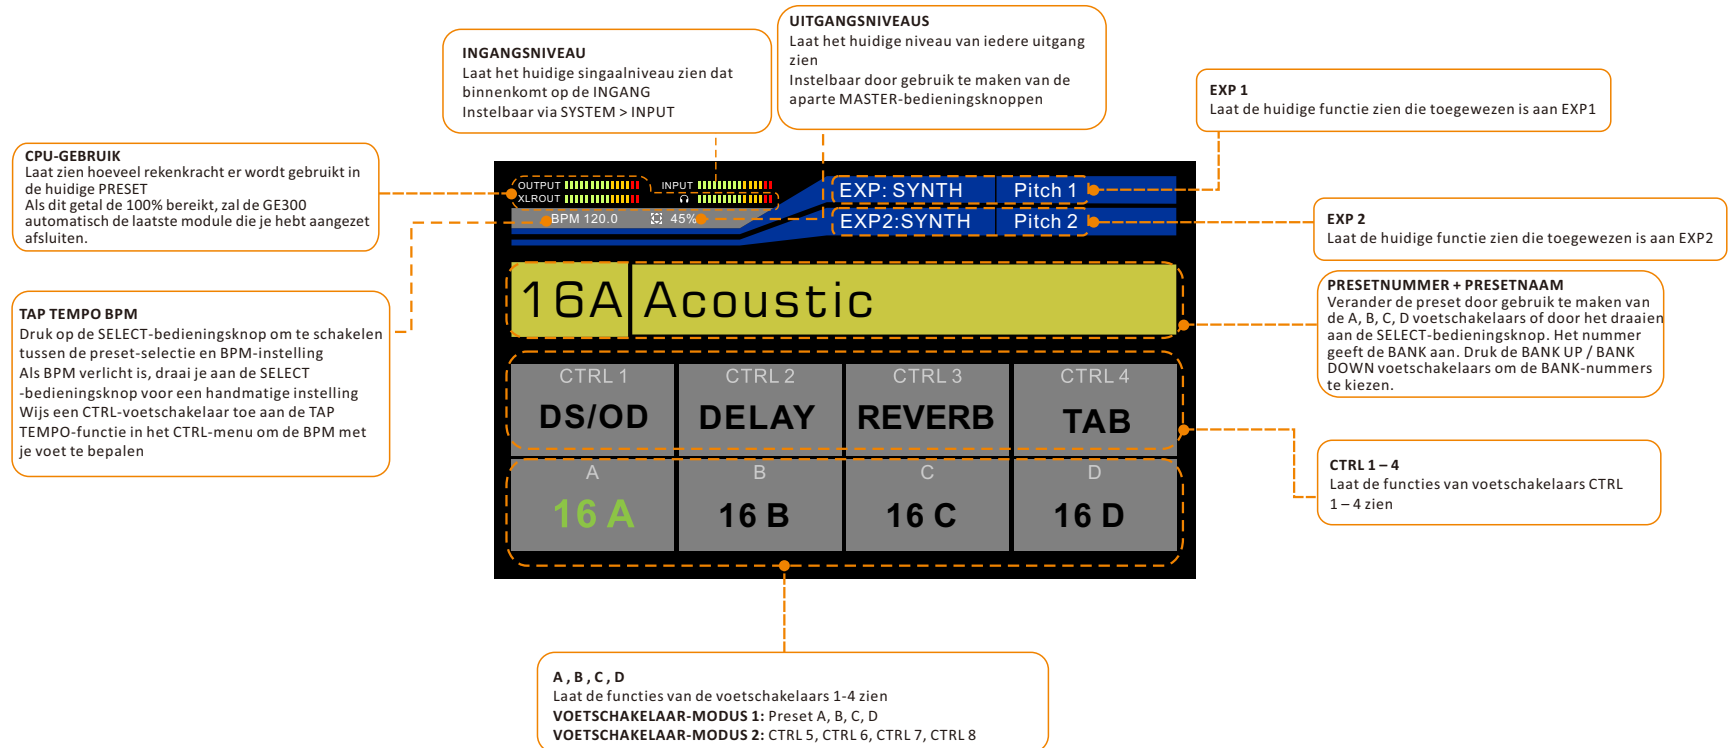 UITGANGSNIVEAUS
Laat het huidige niveau van iedere uitgang
zien
Instelbaar door gebruik te maken van de
aparte MASTER-bedieningsknoppen
INGANGSNIVEAU
Laat het huidige singaalniveau zien dat
binnenkomt op de INGANG
Instelbaar via SYSTEM > INPUT
EXP 1
Laat de huidige functie zien die toegewezen is aan EXP1
CPU-GEBRUIK
Laat zien hoeveel rekenkracht er wordt gebruikt in
de huidige PRESET
Als dit getal de 100% bereikt, zal de GE300
automatisch de laatste module die je hebt aangezet
afsluiten.
OUTPUT INPUT
XLROUT
BPM 120.0 45%
EXP: SYNTH Pitch 1
EXP2:SYNTH Pitch 2
EXP 2
Laat de huidige functie zien die toegewezen is aan EXP2
PRESETNUMMER + PRESETNAAM
Verander de preset door gebruik te maken van
de A, B, C, D voetschakelaars of door het draaien
aan de SELECT-bedieningsknop. Het nummer
geeft de BANK aan. Druk de BANK UP / BANK
DOWN voetschakelaars om de BANK-nummers
te kiezen.
16A Acoustic
TAP TEMPO BPM
Druk op de SELECT-bedieningsknop om te schakelen
tussen de preset-selectie en BPM-instelling
Als BPM verlicht is, draai je aan de SELECT
-bedieningsknop voor een handmatige instelling
Wijs een CTRL-voetschakelaar toe aan de TAP
TEMPO-functie in het CTRL-menu om de BPM met
je voet te bepalen
CTRL 1 CTRL 2 CTRL 3 CTRL 4
DS/OD DELAY REVERB TAB
A B C D
16 A 16 B 16 C 16 D
CTRL 1 – 4
Laat de functies van voetschakelaars CTRL
1 – 4 zien
A , B , C , D
Laat de functies van de voetschakelaars 1-4 zien
VOETSCHAKELAAR-MODUS 1: Preset A, B, C, D
VOETSCHAKELAAR-MODUS 2: CTRL 5, CTRL 6, CTRL 7, CTRL 8